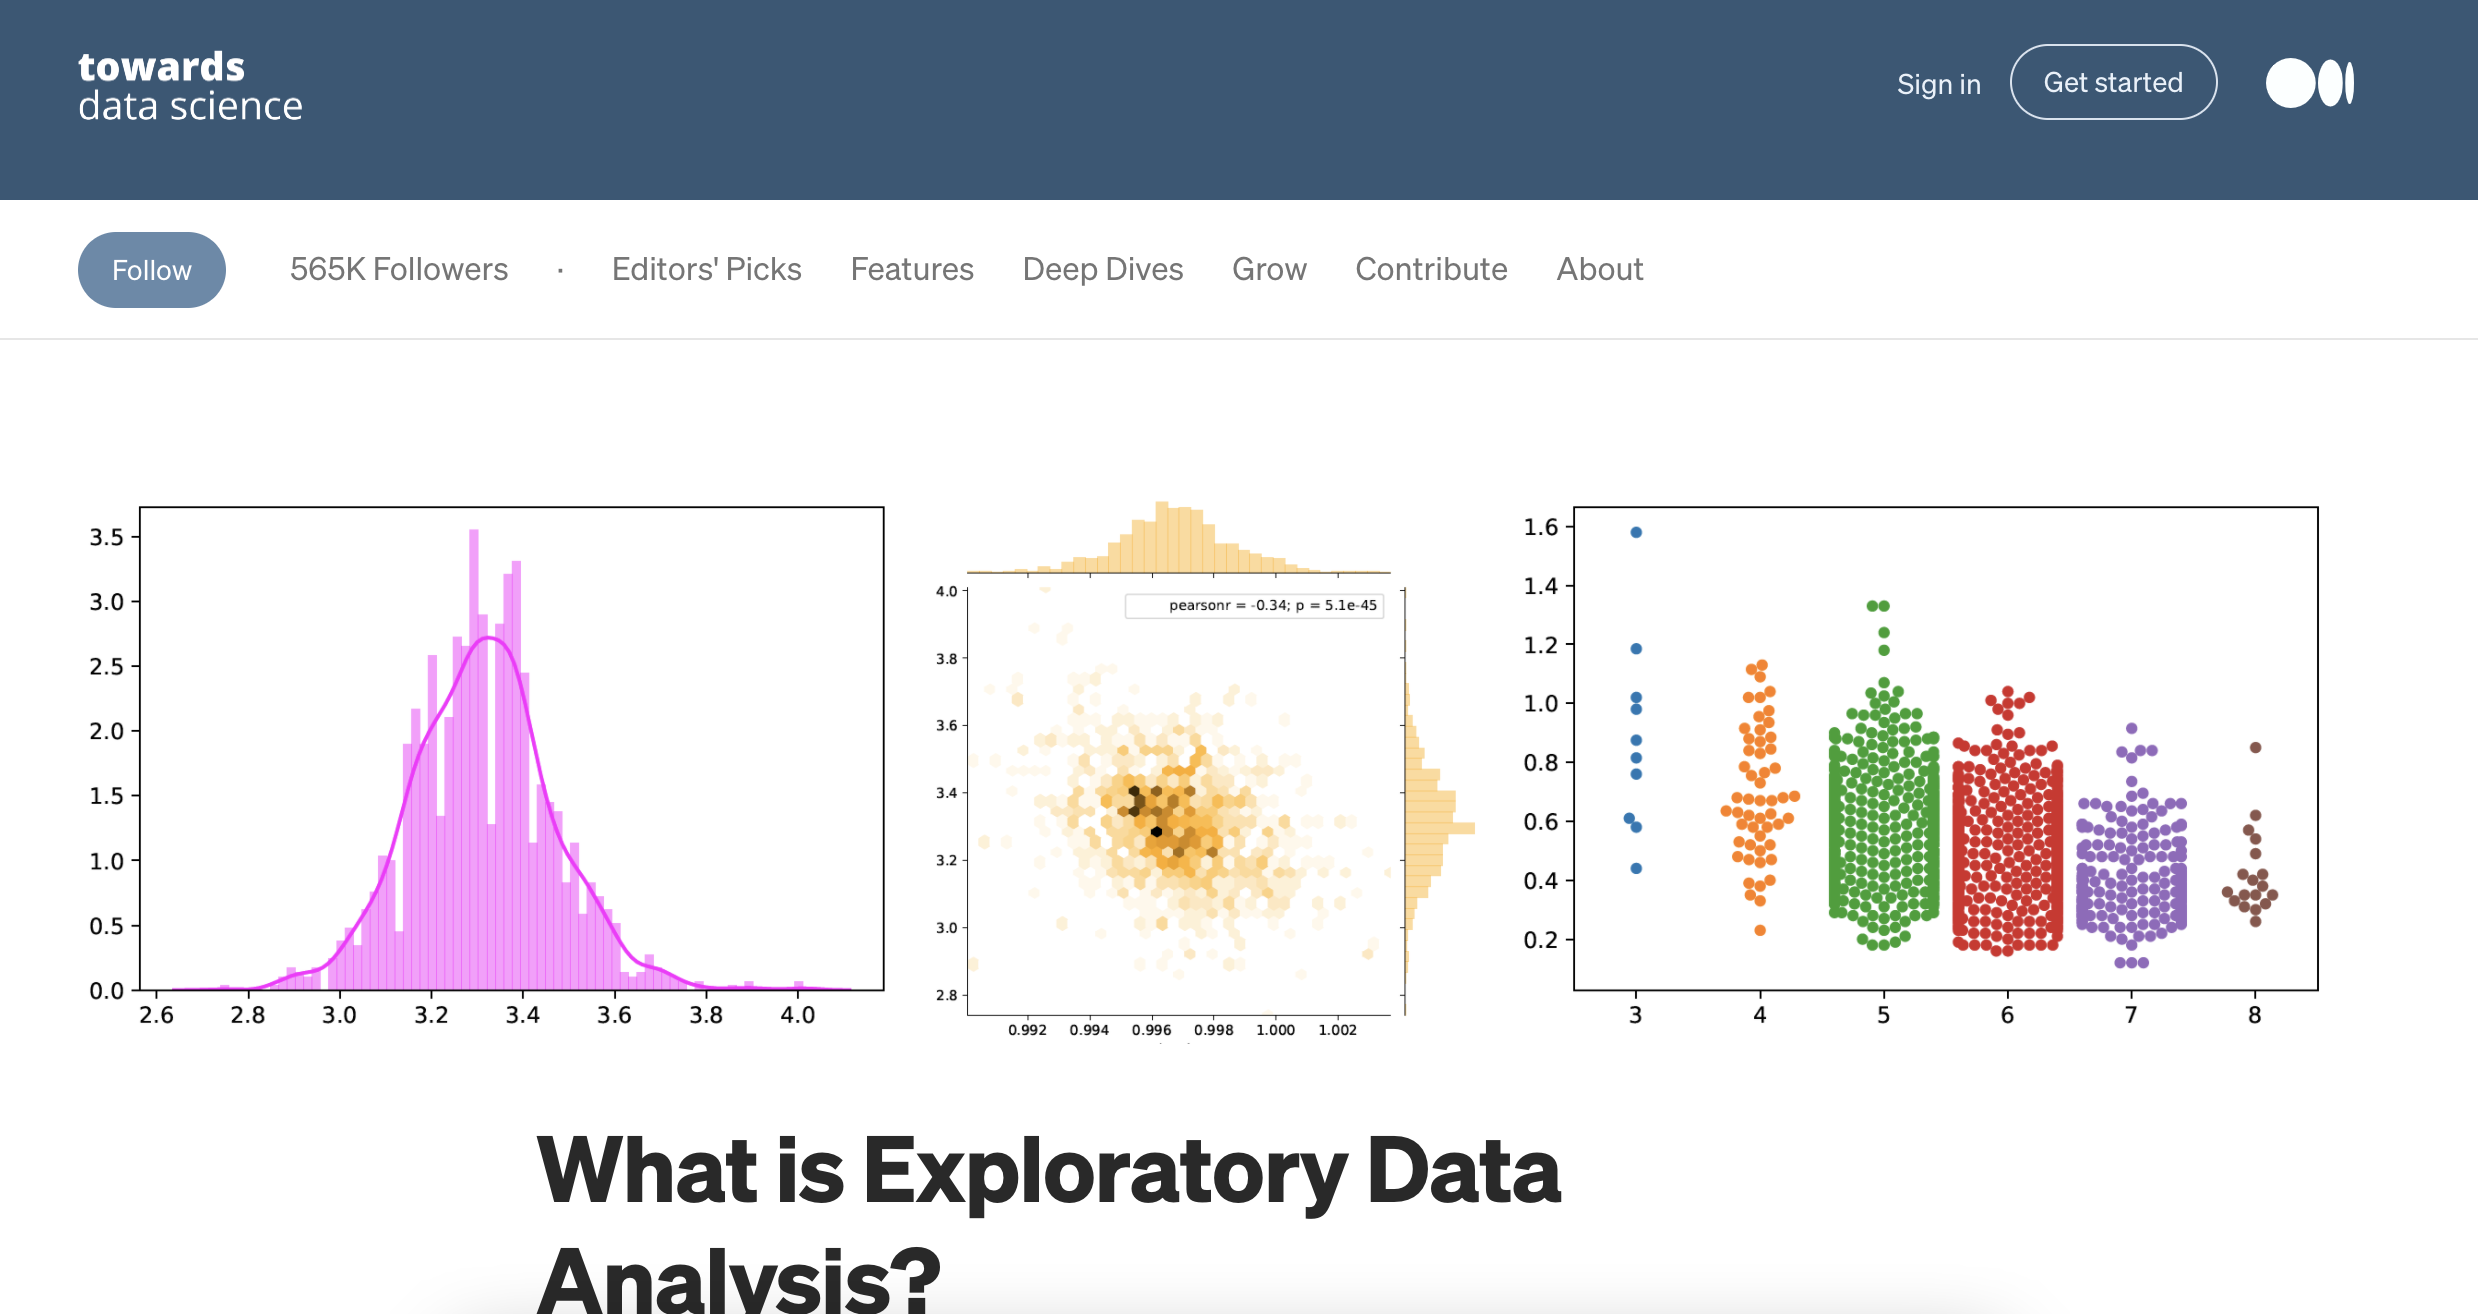 towards
data science
Sign in
Get started
Follow
565K Followers
·
Editors' Picks
Features
Deep Dives
Grow
Contribute
About
3.5
3.0
2.5
2.0
1.5
1.0
0.5
0.0
2.6 2.8 3.0 3.2 3.4 3.6 3.8 4.0
pearsonr = -0.34; p = 5.1e-45
4.0
3.8
3.6
3.4
3.2
3.0
2.8
0.992 0.994 0.996 0.998 1.000 1.002
1.6
1.4
1.2
1.0
0.8
0.6
0.4
0.2
3 4 5 6 7 8
What is Exploratory Data
Analysis?